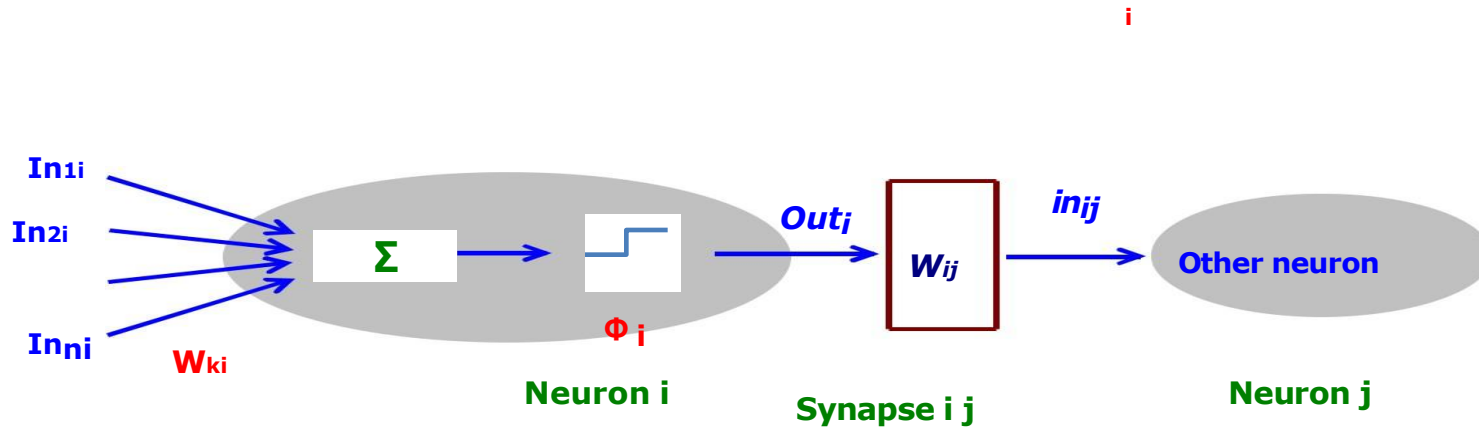 i
In1i
In2i
Inni
Wki
Σ
Φ i
Neuron i
Outi
Wij
Synapse i j
inij
Other neuron
Neuron j